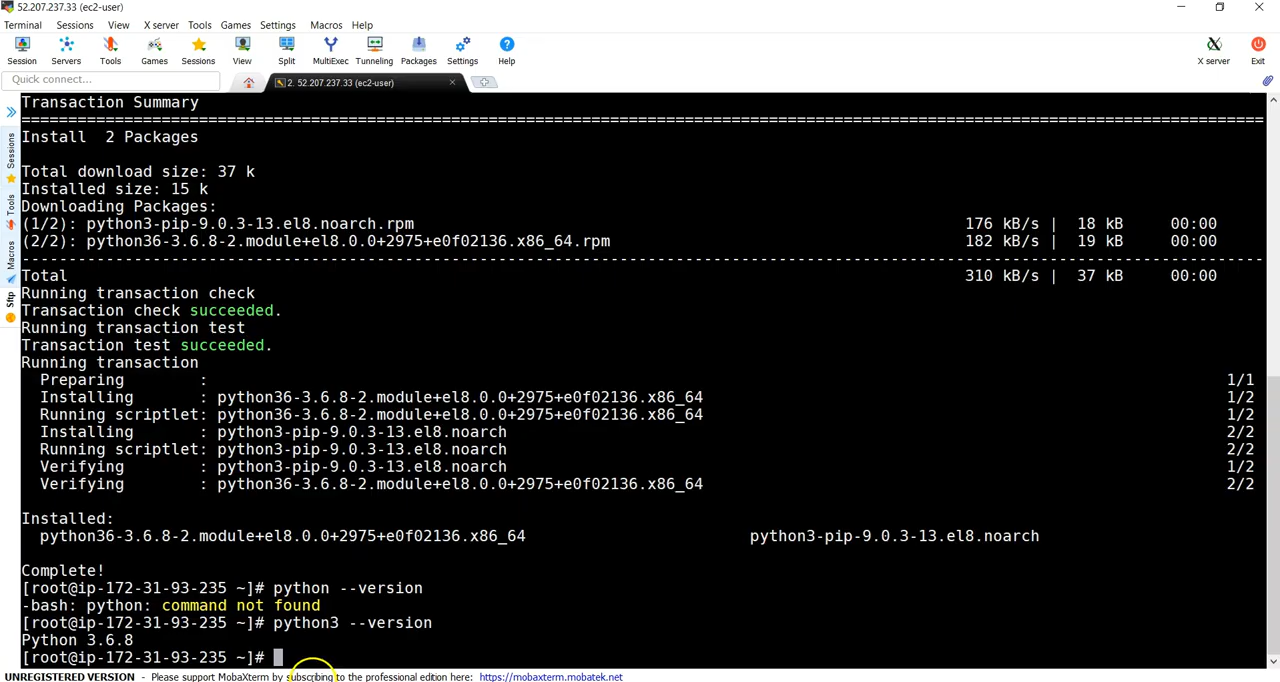 52.207.237.33 (ec2-user)
Terminal Sessions View X server Tools Games Settings Macros Help
Session Servers Tools Games Sessions View Split MultiExec Tunneling Packages Settings Help X server Exit
Quick connect...
2. 52.207.237.33 (ec2-user)
Sessions
Tools
Macros
Sftp
Transaction Summary
================================================================================================================================================
Install  2 Packages
Total download size: 37 k
Installed size: 15 k
Downloading Packages:
(1/2): python3-pip-9.0.3-13.el8.noarch.rpm 176 kB/s | 18 kB 00:00
(2/2): python36-3.6.8-2.module+el8.0.0+2975+e0f02136.x86_64.rpm 182 kB/s | 19 kB 00:00
------------------------------------------------------------------------------------------------------------------------------------------------
Total 310 kB/s | 37 kB 00:00
Running transaction check
Transaction check succeeded.
Running transaction test
Transaction test succeeded.
Running transaction
Preparing : 1/1
Installing : python36-3.6.8-2.module+el8.0.0+2975+e0f02136.x86_64 1/2
Running scriptlet: python36-3.6.8-2.module+el8.0.0+2975+e0f02136.x86_64 1/2
Installing : python3-pip-9.0.3-13.el8.noarch 2/2
Running scriptlet: python3-pip-9.0.3-13.el8.noarch 2/2
Verifying : python3-pip-9.0.3-13.el8.noarch 1/2
Verifying : python36-3.6.8-2.module+el8.0.0+2975+e0f02136.x86_64 2/2
Installed:
python36-3.6.8-2.module+el8.0.0+2975+e0f02136.x86_64 python3-pip-9.0.3-13.el8.noarch
Complete!
[root@ip-172-31-93-235 ~]# python --version
-bash: python: command not found
[root@ip-172-31-93-235 ~]# python3 --version
Python 3.6.8
[root@ip-172-31-93-235 ~]#
UNREGISTERED VERSION - Please support MobaXterm by subscribing to the professional edition here: https://mobaxterm.mobatek.net